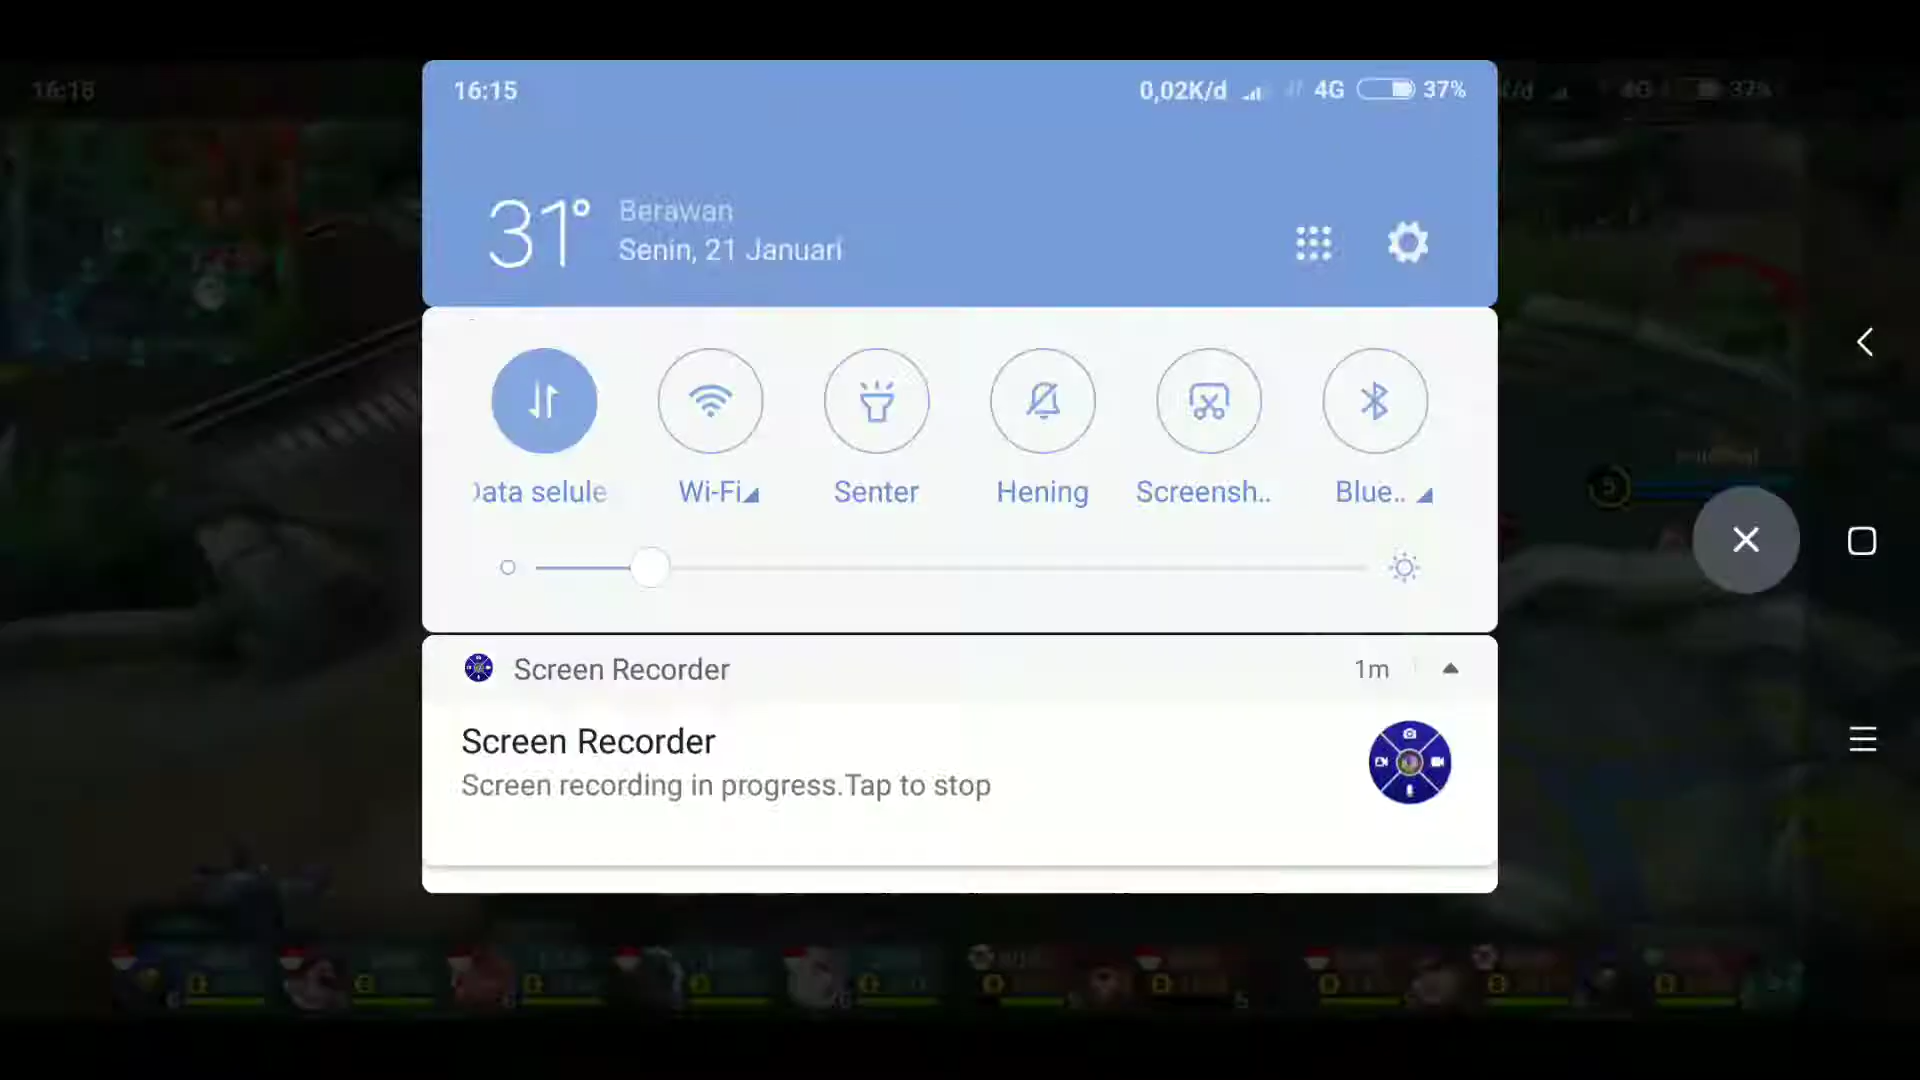 16:15
0,02K/d 4G 37%
31°
Berawan
Senin, 21 Januari
Data selule
Wi-Fi
Senter
Hening
Screensh..
Blue..
Screen Recorder
1m
Screen Recorder
Screen recording in progress.Tap to stop